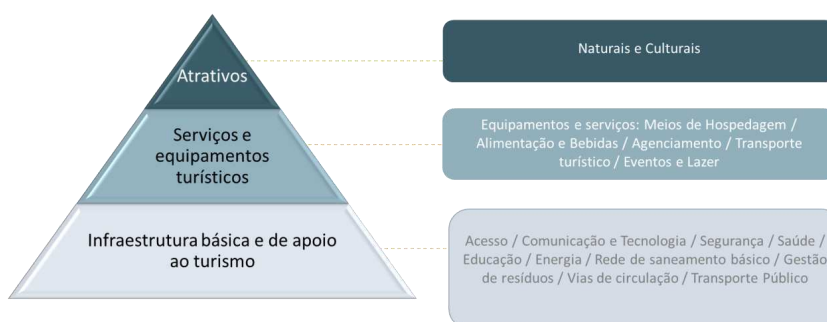 Atrativos
Naturais e Culturais
Serviços e
equipamentos
turísticos
Equipamentos e serviços: Meios de Hospedagem /
Alimentação e Bebidas / Agenciamento / Transporte
turístico / Eventos e Lazer
Infraestrutura básica e de apoio
ao turismo
Acesso / Comunicação e Tecnologia / Segurança / Saúde /
Educação / Energia / Rede de saneamento básico / Gestão
de resíduos / Vias de circulação / Transporte Público